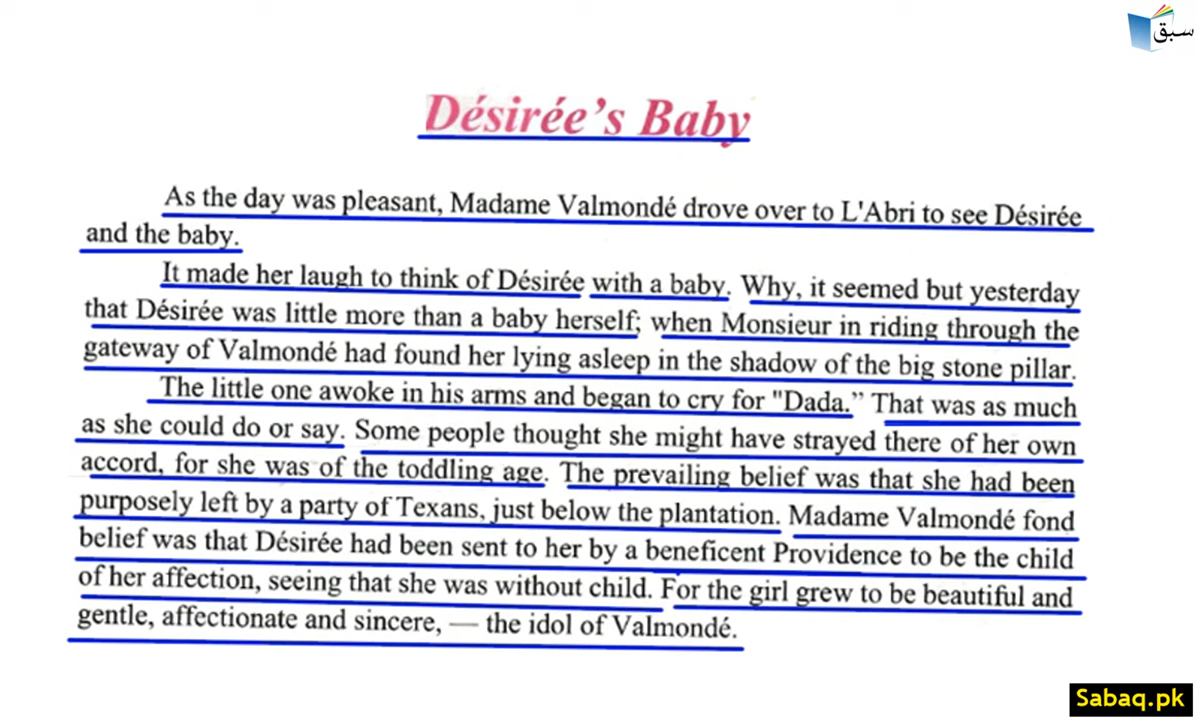 سبق
Désirée's Baby
As the day was pleasant, Madame Valmondé drove over to L'Abri to see Désirée
and the baby.
It made her laugh to think of Désirée with a baby. Why, it seemed but yesterday
that Désirée was little more than a baby herself; when Monsieur in riding through the
gateway of Valmondé had found her lying asleep in the shadow of the big stone pillar.
The little one awoke in his arms and began to cry for "Dada.” That was as much
as she could do or say. Some people thought she might have strayed there of her own
accord, for she was of the toddling age. The prevailing belief was that she had been
purposely left by a party of Texans, just below the plantation. Madame Valmondé fond
belief was that Désirée had been sent to her by a beneficent Providence to be the child
of her affection, seeing that she was without child. For the girl grew to be beautiful and
gentle, affectionate and sincere, — the idol of Valmondé.
Sabaq.pk